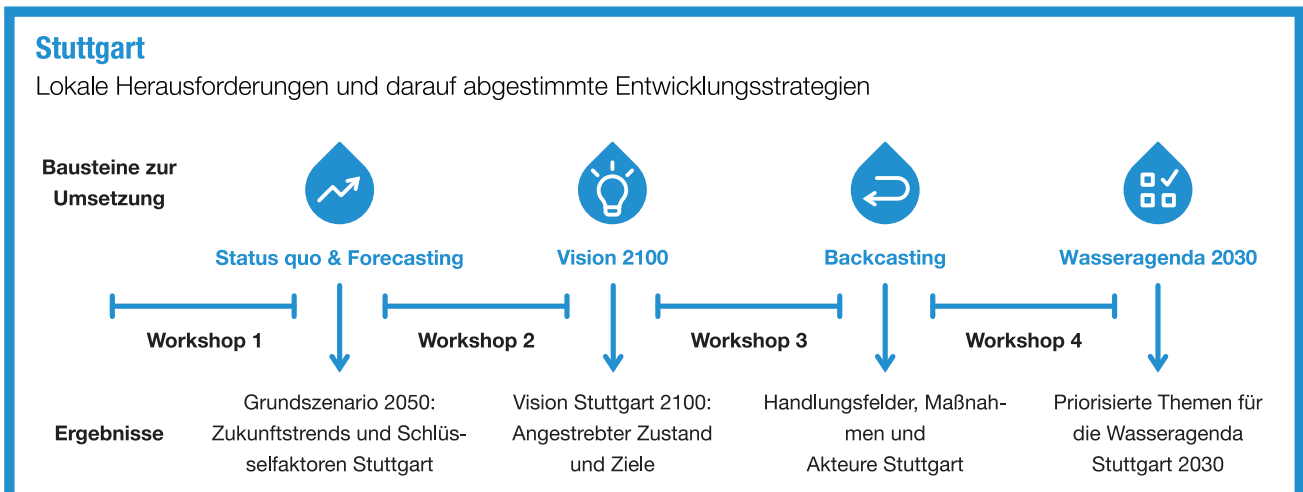 Stuttgart
Lokale Herausforderungen und darauf abgestimmte Entwicklungsstrategien
Bausteine zur
Umsetzung
Status quo & Forecasting
Vision 2100
Backcasting
Wasseragenda 2030
Workshop 1
Workshop 2
Workshop 3
Workshop 4
Ergebnisse
Grundszenario 2050:
Zukunftstrends und Schlüs-
selfaktoren Stuttgart
Vision Stuttgart 2100:
Angestrebter Zustand
und Ziele
Handlungsfelder, Maßnah-
men und
Akteure Stuttgart
Priorisierte Themen für
die Wasseragenda
Stuttgart 2030